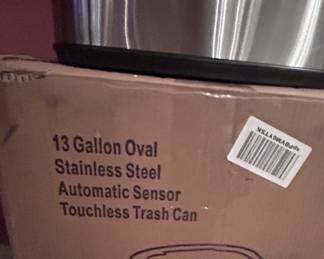 13 Gallon Oval
Stainless Steel
Automatic Sensor
Touchless Trash Can